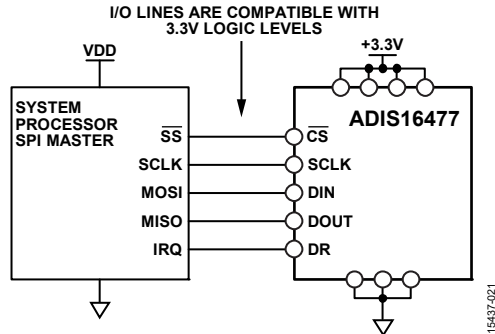 I/O LINES ARE COMPATIBLE WITH
3.3V LOGIC LEVELS
VDD
+3.3V
SYSTEM
PROCESSOR
SPI MASTER
ADIS16477
SS
CS
SCLK
SCLK
MOSI
DIN
MISO
DOUT
IRQ
DR
15437-021